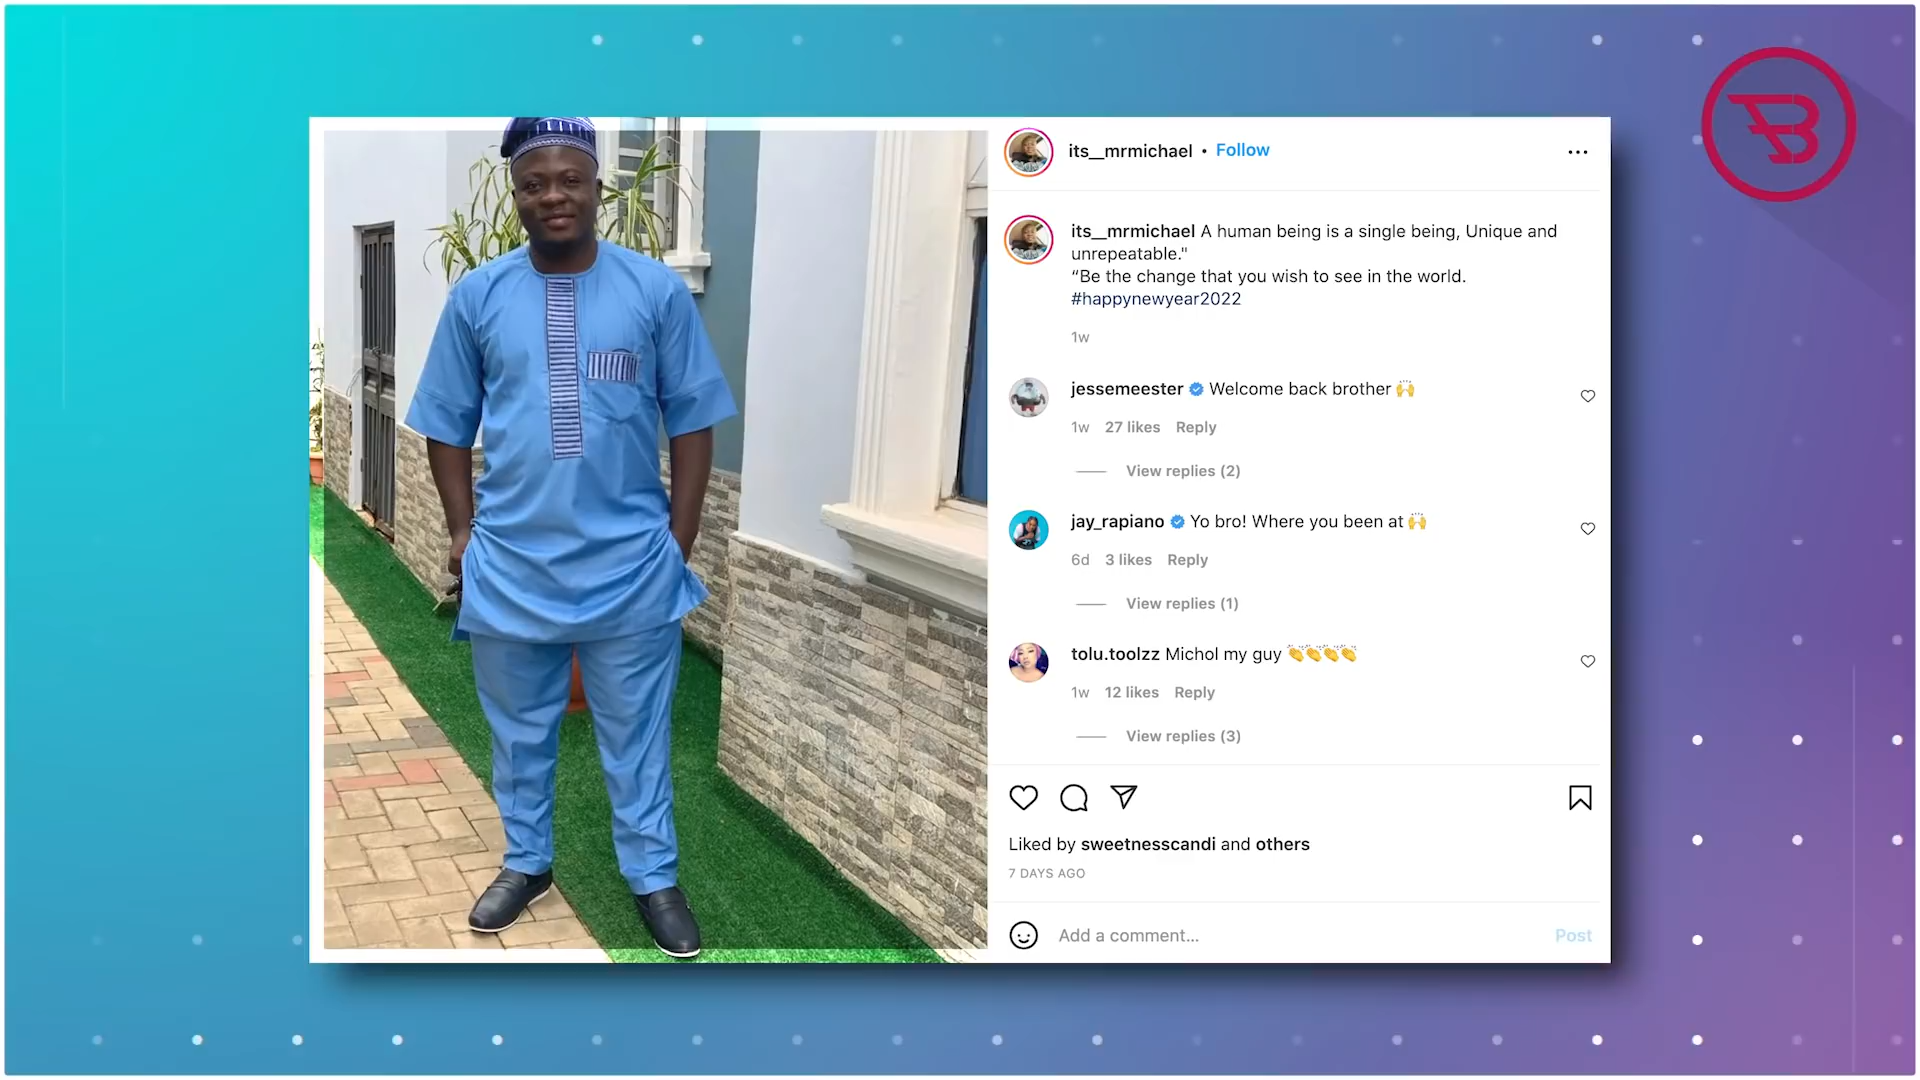 its__mrmichael • Follow
its__mrmichael A human being is a single being, Unique and
unrepeatable."
“Be the change that you wish to see in the world.
#happynewyear2022
1w
jessemeester Welcome back brother 🙌
1w 27 likes Reply
View replies (2)
jay_rapiano Yo bro! Where you been at 🙌
6d 3 likes Reply
View replies (1)
tolu.toolzz Michol my guy 👏👏👏👏
1w 12 likes Reply
View replies (3)
Liked by sweetnesscandi and others
7 DAYS AGO
Add a comment...
Post